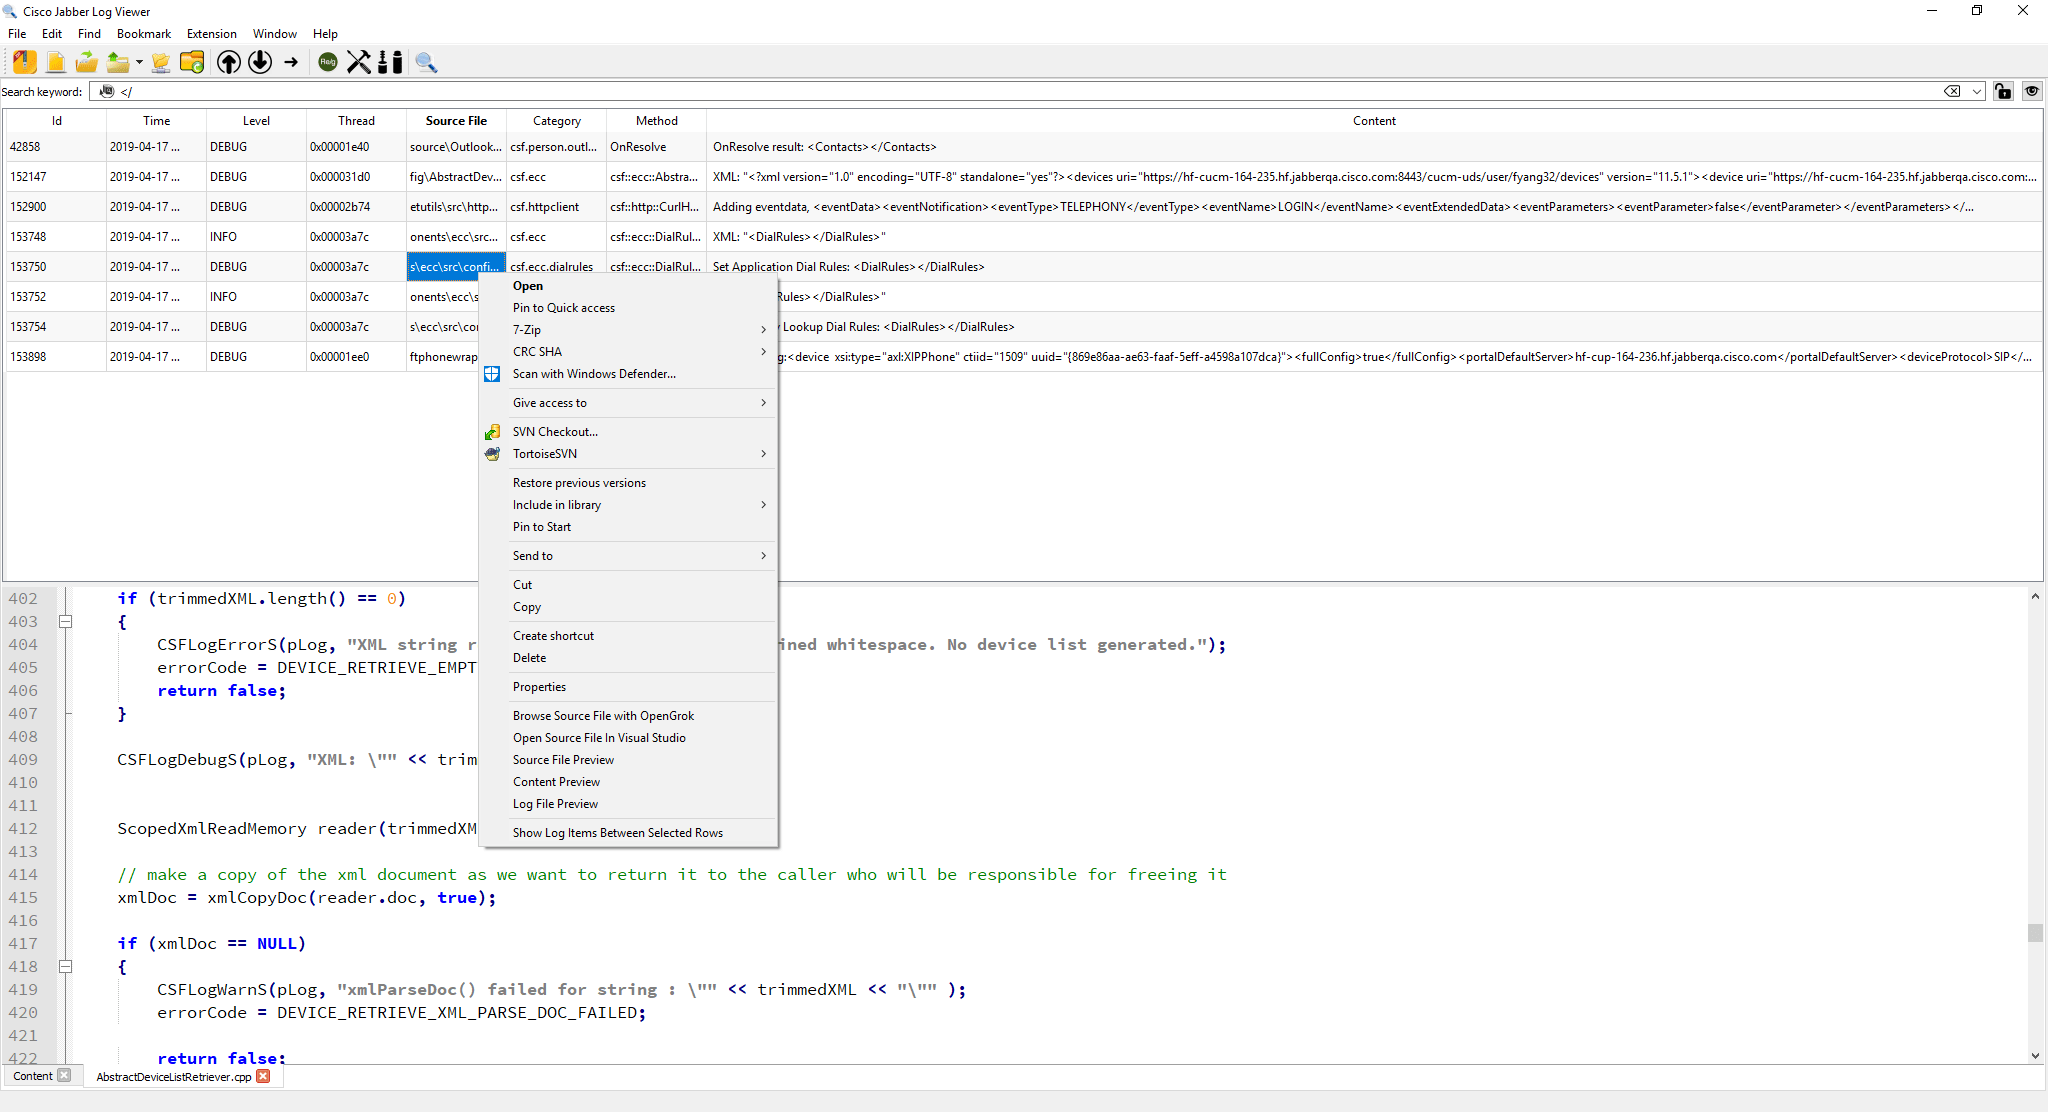 Cisco Jabber Log Viewer
File Edit Find Bookmark Extension Window Help
Search keyword: </
Id Time Level Thread Source File Category Method Content
42858 2019-04-17 ... DEBUG 0x00001e40 source\Outlook... csf.person.outl... OnResolve OnResolve result: <Contacts></Contacts>
152147 2019-04-17 ... DEBUG 0x000031d0 fig\AbstractDev... csf.ecc csf::ecc::Abstra... XML: "<?xml version="1.0" encoding="UTF-8" standalone="yes"?><devices uri="https://hf-cucm-164-235.hf.jabberqa.cisco.com:8443/cucm-uds/user/fyang32/devices" version="11.5.1"><device uri="https://hf-cucm-164-235.hf.jabberqa.cisco.com:...
152900 2019-04-17 ... DEBUG 0x00002b74 etutils\src\http... csf.httpclient csf::http::CurlH... Adding eventdata, <eventData><eventNotification><eventType>TELEPHONY</eventType><eventName>LOGIN</eventName><eventExtendedData><eventParameters><eventParameter>false</eventParameter></eventParameters></...
153748 2019-04-17 ... INFO 0x00003a7c onents\ecc\src... csf.ecc csf::ecc::DialRul... XML: "<DialRules></DialRules>"
153750 2019-04-17 ... DEBUG 0x00003a7c s\ecc\src\confi... csf.ecc.dialrules csf::ecc::DialRul... Set Application Dial Rules: <DialRules></DialRules>
153752 2019-04-17 ... INFO 0x00003a7c onents\ecc\s Rules></DialRules>"
153754 2019-04-17 ... DEBUG 0x00003a7c s\ecc\src\co Lookup Dial Rules: <DialRules></DialRules>
153898 2019-04-17 ... DEBUG 0x00001ee0 ftphonewrap g:<device xsi:type="axl:XIPPhone" ctiid="1509" uuid="{869e86aa-ae63-faaf-5eff-a4598a107dca}"><fullConfig>true</fullConfig><portalDefaultServer>hf-cup-164-236.hf.jabberqa.cisco.com</portalDefaultServer><deviceProtocol>SIP</...
Open
Pin to Quick access
7-Zip
CRC SHA
Scan with Windows Defender...
Give access to
SVN Checkout...
TortoiseSVN
Restore previous versions
Include in library
Pin to Start
Send to
Cut
Copy
Create shortcut
Delete
Properties
Browse Source File with OpenGrok
Open Source File In Visual Studio
Source File Preview
Content Preview
Log File Preview
Show Log Items Between Selected Rows
402 if (trimmedXML.length() == 0)
403 {
404 CSFLogErrorS(pLog, "XML string r ined whitespace. No device list generated.");
405 errorCode = DEVICE_RETRIEVE_EMPT
406 return false;
407 }
408
409 CSFLogDebugS(pLog, "XML: \"" << trim
410
411
412 ScopedXmlReadMemory reader(trimmedXM
413
414 // make a copy of the xml document as we want to return it to the caller who will be responsible for freeing it
415 xmlDoc = xmlCopyDoc(reader.doc, true);
416
417 if (xmlDoc == NULL)
418 {
419 CSFLogWarnS(pLog, "xmlParseDoc() failed for string : \"" << trimmedXML << "\"" );
420 errorCode = DEVICE_RETRIEVE_XML_PARSE_DOC_FAILED;
421
422 return false;
Content AbstractDeviceListRetriever.cpp